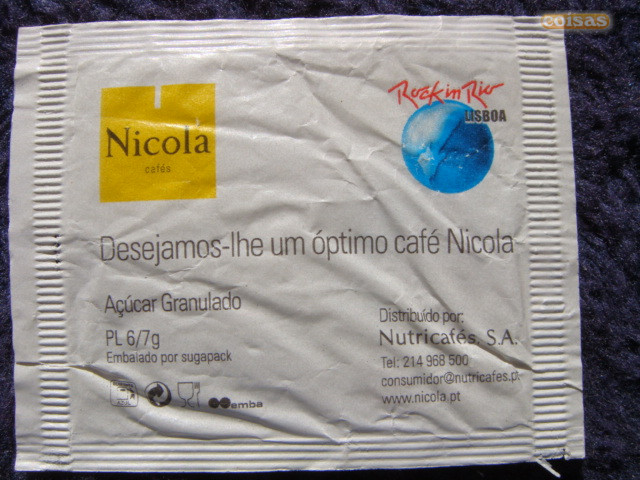 coisas
Nicola
cafés
Rock in Rio
LISBOA
Desejamos-lhe um óptimo café Nicola
Açúcar Granulado
PL 6/7g
Embalado por sugapack
emba
Distribuído por:
Nutricafés, S.A.
Tel: 214 968 500
consumidor@nutricafes.pt
www.nicola.pt